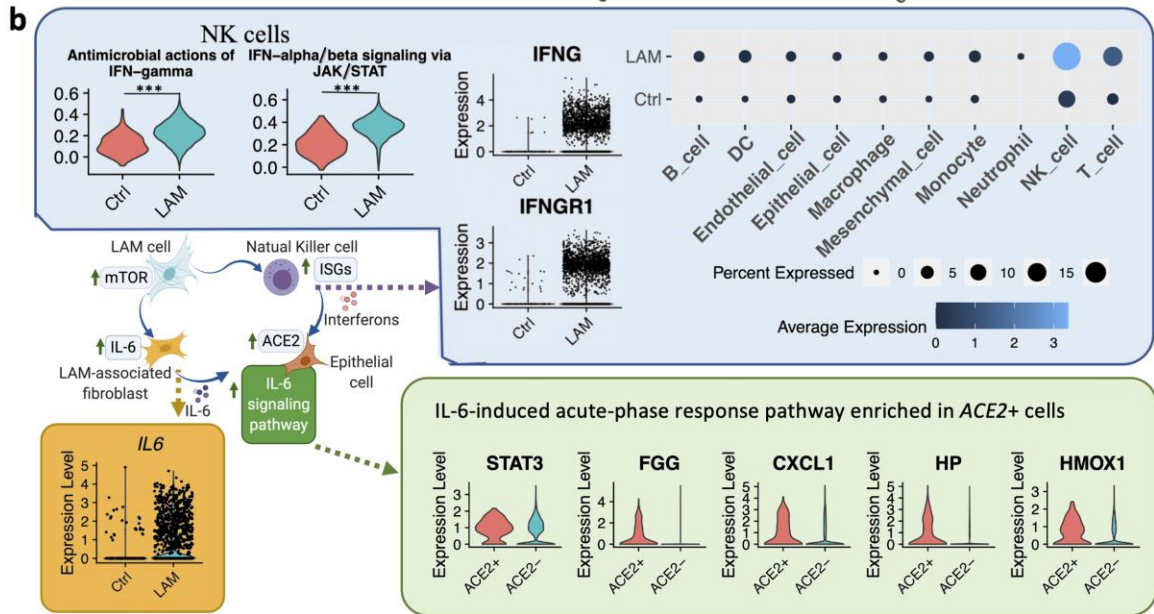 b
NK cells
Antimicrobial actions of
IFN-gamma
0.6
0.4
0.2
0.0
***
Ctrl
LAM
IFN-alpha/beta signaling via
JAK/STAT
0.6
0.4
0.2
0.0
***
Ctrl
LAM
IFNG
Expression
4
2
0
Ctrl
LAM
IFNGR1
Expression
3
2
1
0
Ctrl
LAM
LAM
Ctrl
B_cell
DC
Endothelial_cell
Epithelial_cell
Macrophage
Mesenchymal_cell
Monocyte
Neutrophil
NK_cell
T_cell
Percent Expressed
0
5
10
15
Average Expression
0
1
2
3
LAM cell
mTOR
Natual Killer cell
ISGs
Interferons
IL-6
LAM-associated
fibroblast
IL-6
ACE2
Epithelial
cell
IL-6
signaling
pathway
IL6
Expression Level
5
4
3
2
1
0
Ctrl
LAM
IL-6-induced acute-phase response pathway enriched in ACE2+ cells
STAT3
Expression Level
3
2
1
0
ACE2+
ACE2-
FGG
Expression Level
4
2
0
ACE2+
ACE2-
CXCL1
Expression Level
5
4
3
2
1
0
ACE2+
ACE2-
HP
Expression Level
5
4
3
2
1
0
ACE2+
ACE2-
HMOX1
Expression Level
3
2
1
0
ACE2+
ACE2-